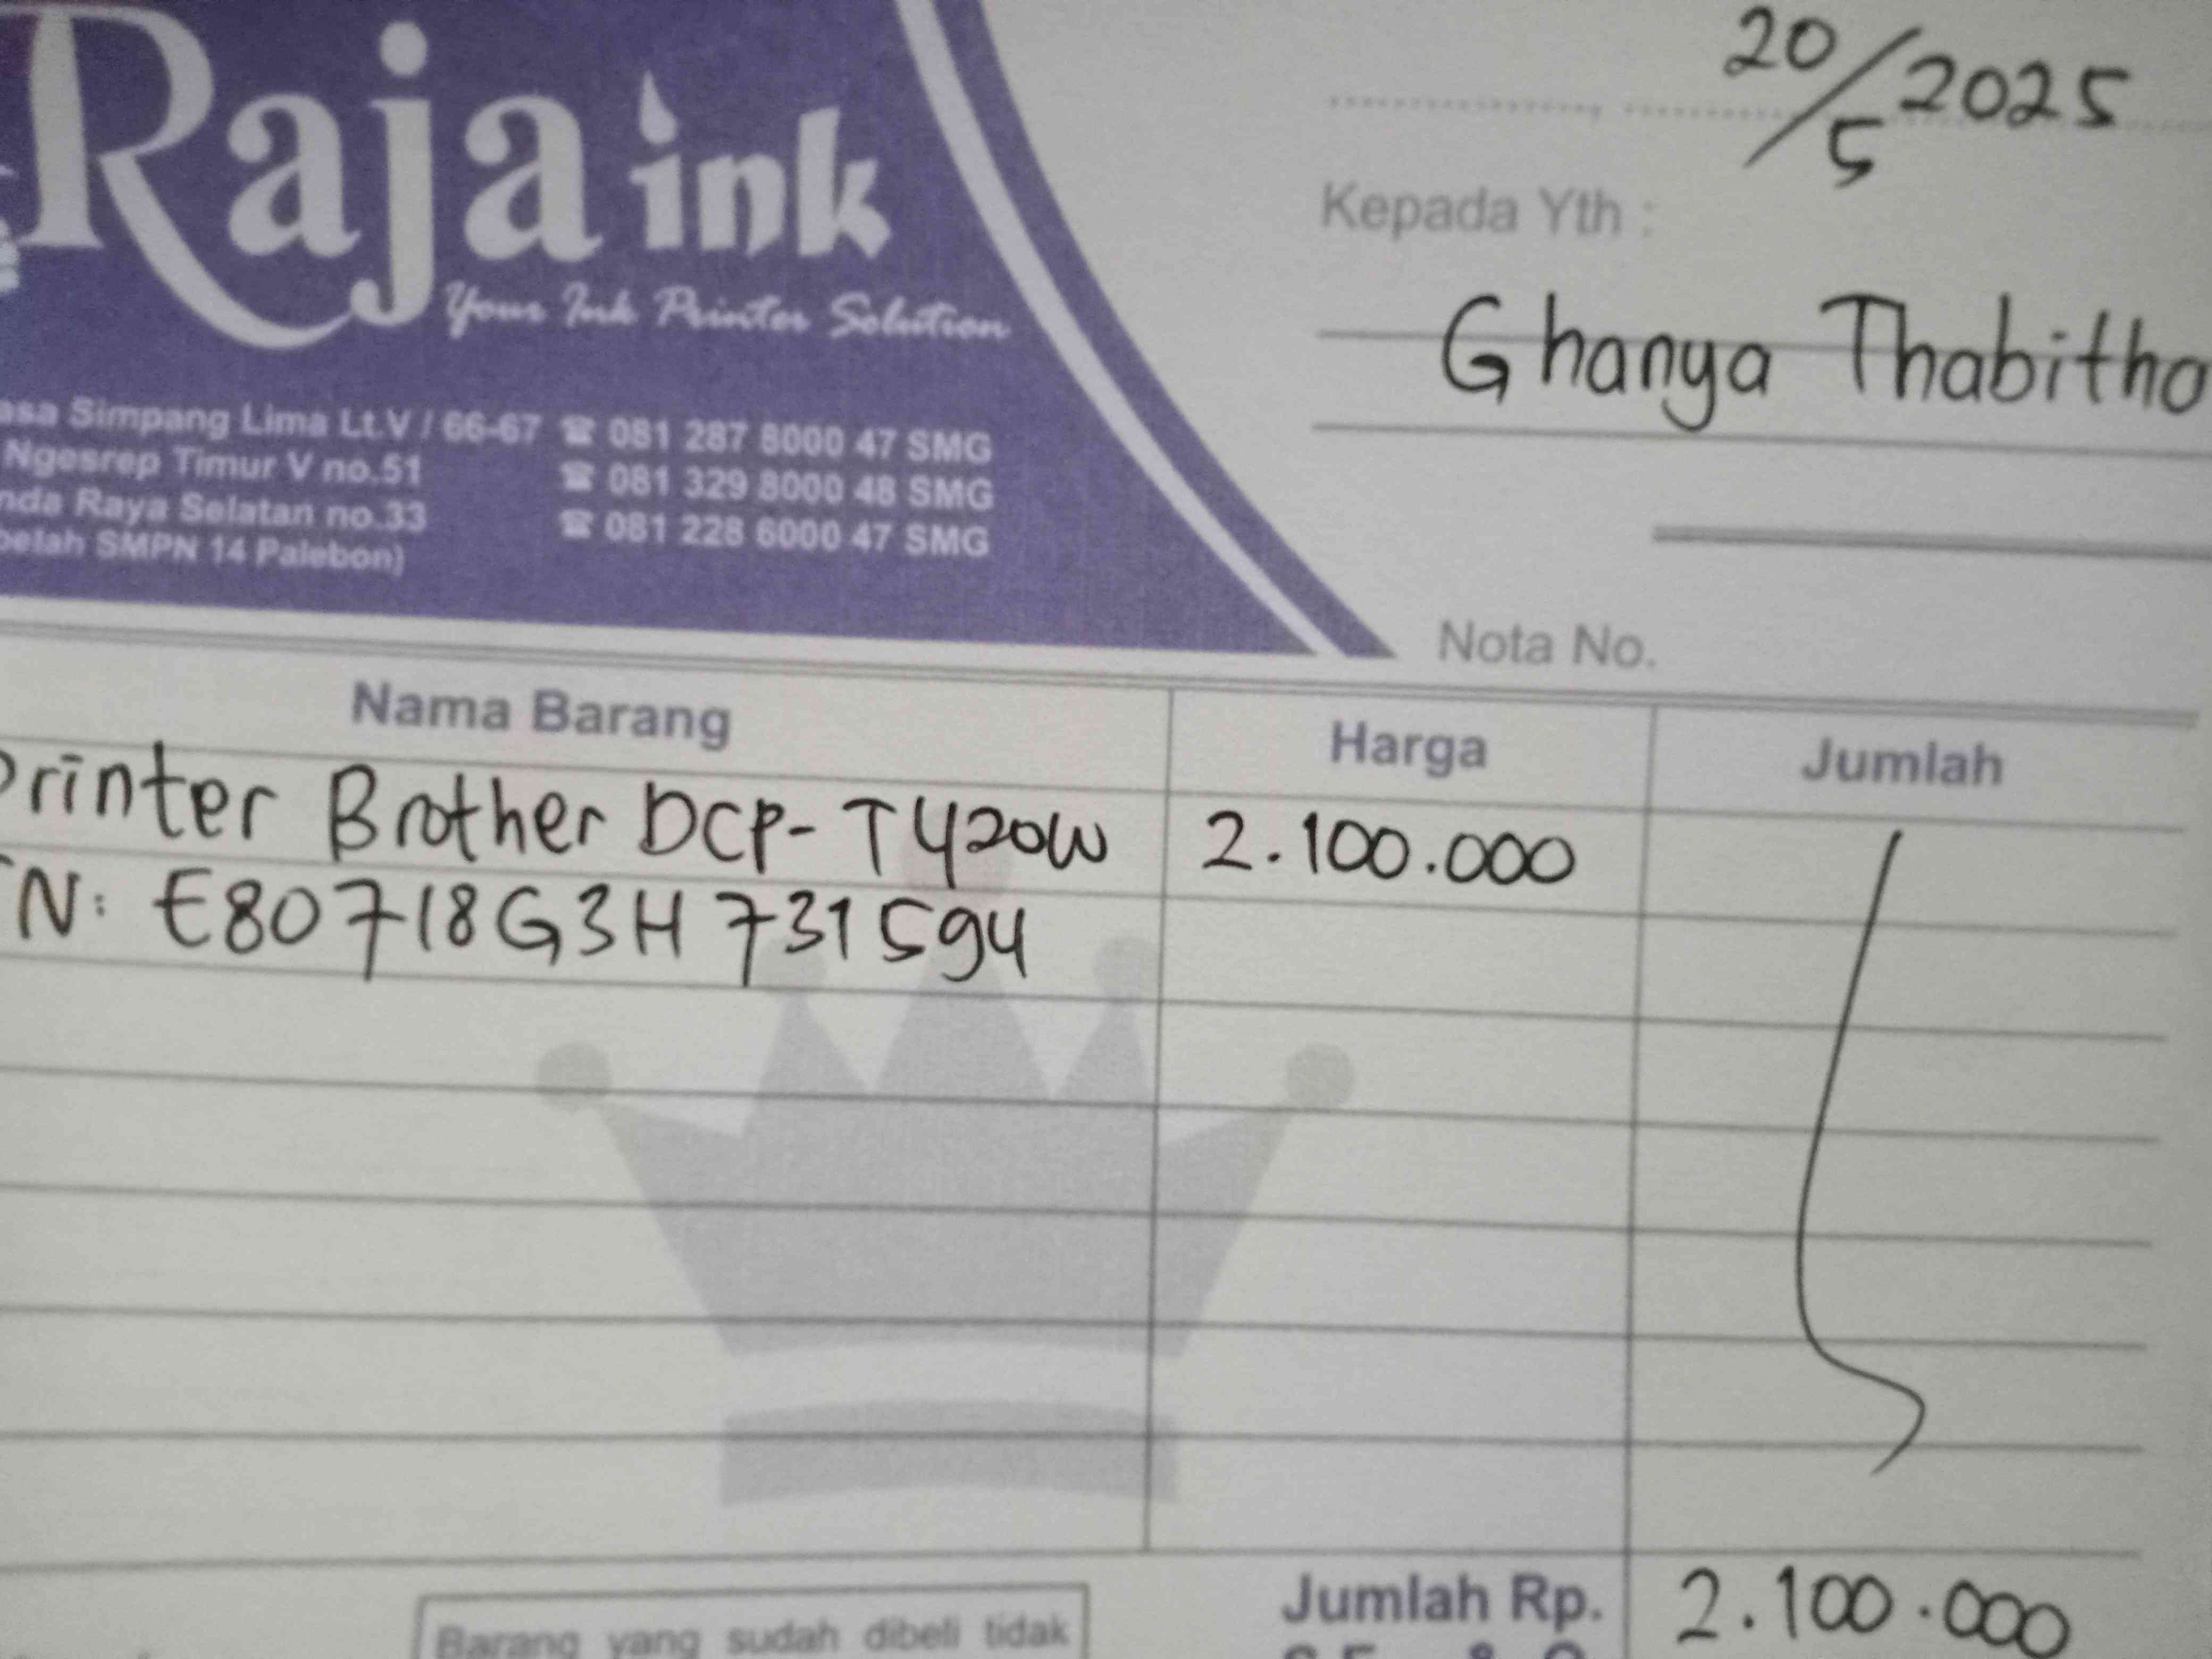 Raja ink
Your Ink Printer Solution
asa Simpang Lima Lt.V / 66-67 ☎ 081 287 8000 47 SMG
Ngesrep Timur V no.51 ☎ 081 329 8000 48 SMG
nda Raya Selatan no.33 ☎ 081 228 6000 47 SMG
belah SMPN 14 Palebon)
20/5 2025
Kepada Yth :
Ghanya Thabitha
Nota No.
Nama Barang Harga Jumlah
Printer Brother DCP-T420W 2.100.000
N: E80718G3H731594
Jumlah Rp. 2.100.000
Barang yang sudah dibeli tidak